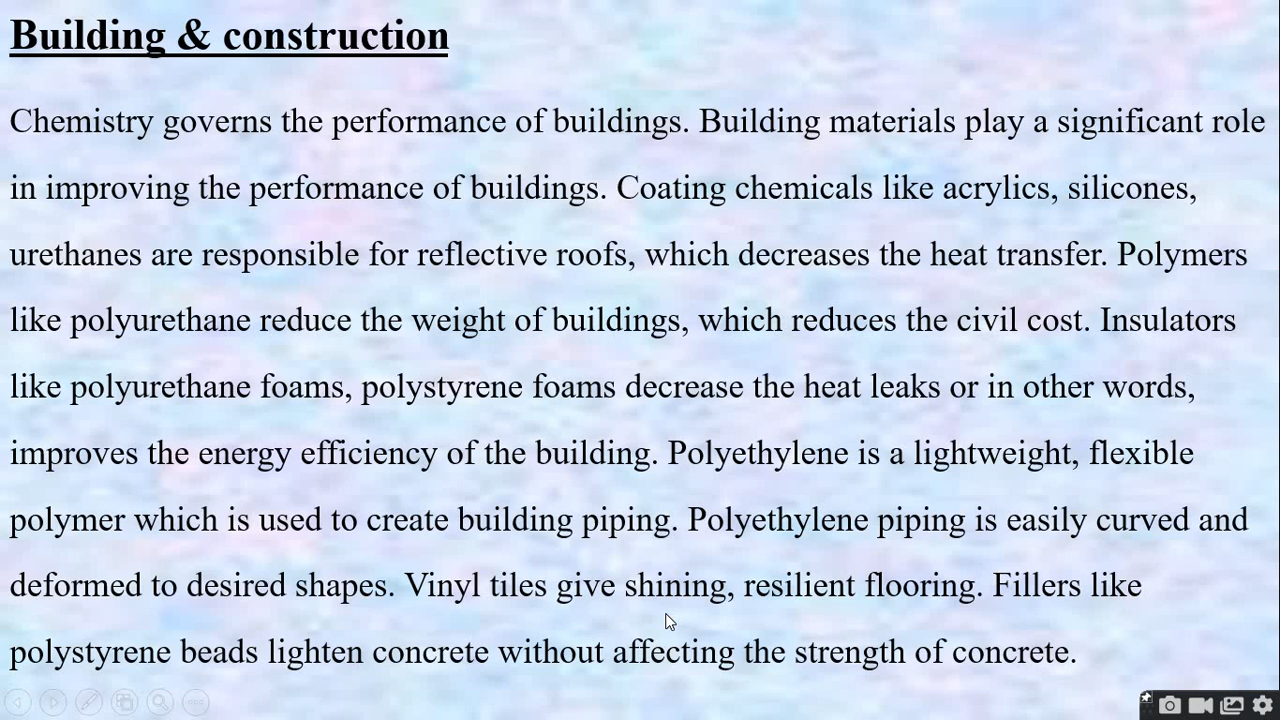 Building & construction
Chemistry governs the performance of buildings. Building materials play a significant role
in improving the performance of buildings. Coating chemicals like acrylics, silicones,
urethanes are responsible for reflective roofs, which decreases the heat transfer. Polymers
like polyurethane reduce the weight of buildings, which reduces the civil cost. Insulators
like polyurethane foams, polystyrene foams decrease the heat leaks or in other words,
improves the energy efficiency of the building. Polyethylene is a lightweight, flexible
polymer which is used to create building piping. Polyethylene piping is easily curved and
deformed to desired shapes. Vinyl tiles give shining, resilient flooring. Fillers like
polystyrene beads lighten concrete without affecting the strength of concrete.